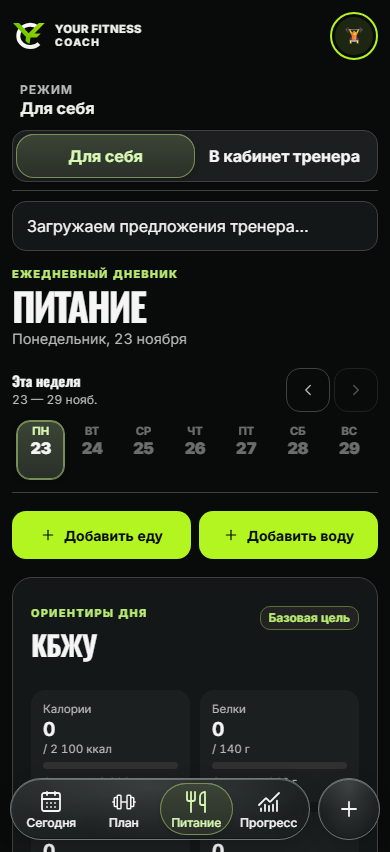 YOUR FITNESS
COACH
РЕЖИМ
Для себя
Для себя
В кабинет тренера
Загружаем предложения тренера...
ЕЖЕДНЕВНЫЙ ДНЕВНИК
ПИТАНИЕ
Понедельник, 23 ноября
Эта неделя
23 — 29 нояб.
ПН ВТ СР ЧТ ПТ СБ ВС
23 24 25 26 27 28 29
+ Добавить еду
+ Добавить воду
ОРИЕНТИРЫ ДНЯ
Базовая цель
КБЖУ
Калории
Белки
0
0
/ 2 100 ккал
/ 140 г
Сегодня
План
Питание
Прогресс
+